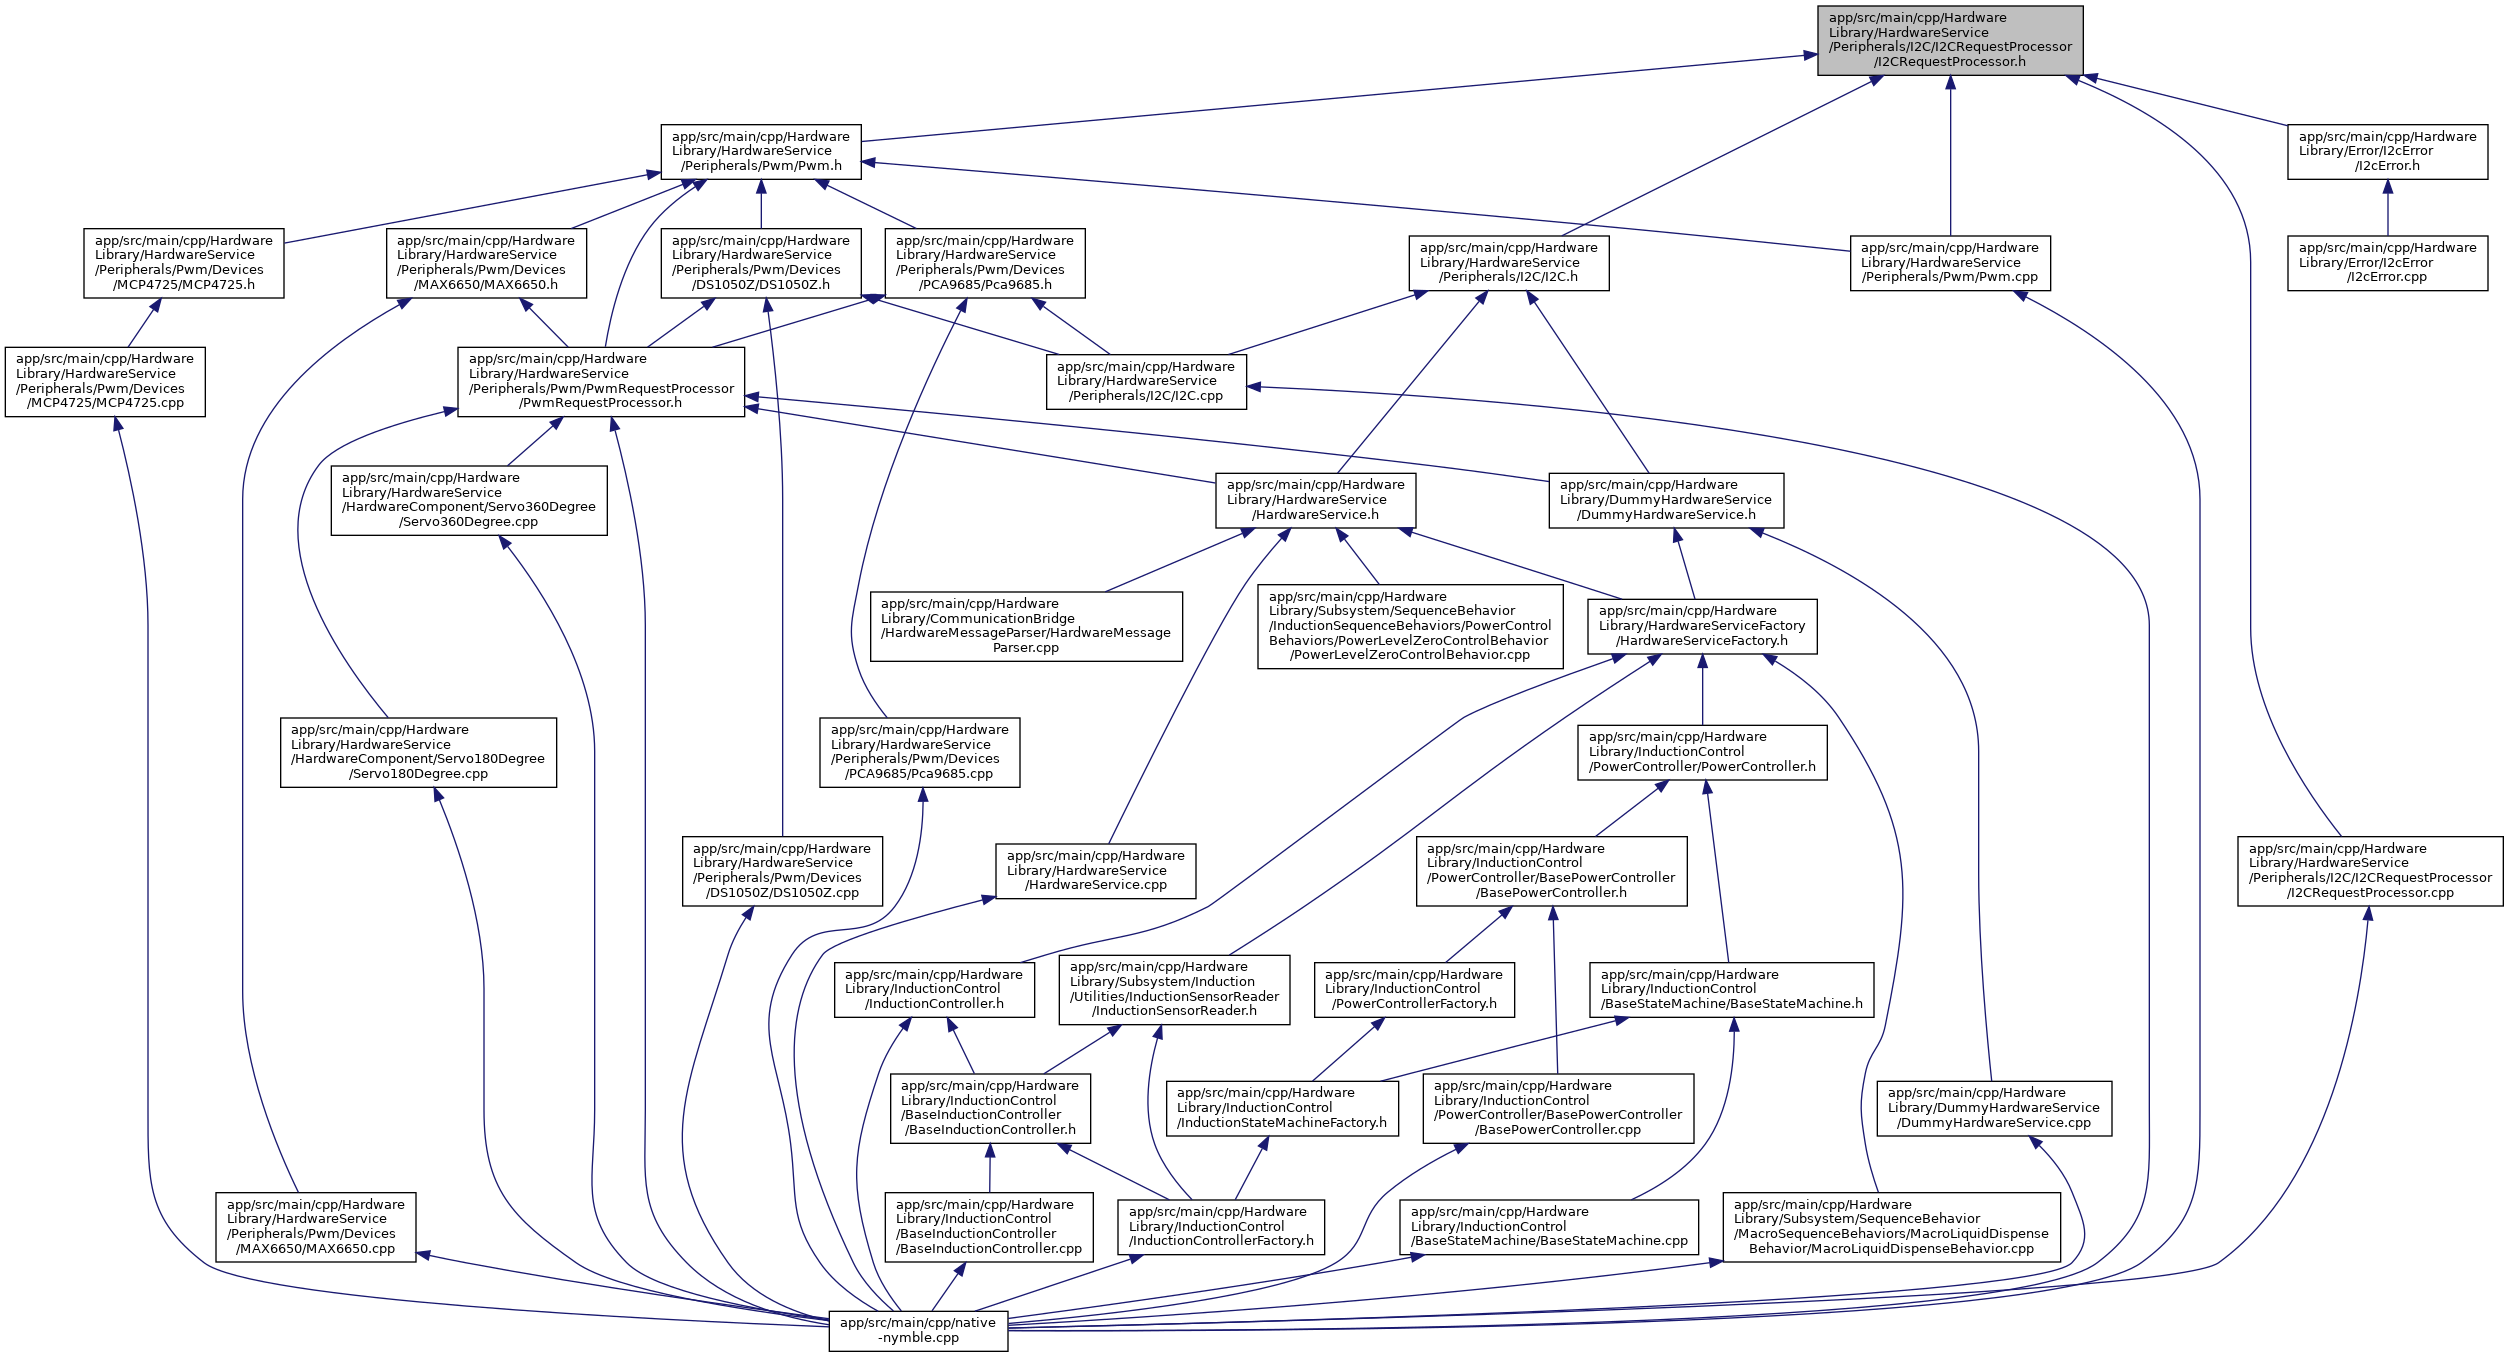 app/src/main/cpp/Hardware
Library/HardwareService
/Peripherals/I2C/I2CRequestProcessor
/I2CRequestProcessor.h
app/src/main/cpp/Hardware
Library/HardwareService
/Peripherals/Pwm/Pwm.h
app/src/main/cpp/Hardware
Library/Error/I2cError
/I2cError.h
app/src/main/cpp/Hardware
Library/HardwareService
/Peripherals/Pwm/Devices
/MCP4725/MCP4725.h
app/src/main/cpp/Hardware
Library/HardwareService
/Peripherals/Pwm/Devices
/MAX6650/MAX6650.h
app/src/main/cpp/Hardware
Library/HardwareService
/Peripherals/Pwm/Devices
/DS1050Z/DS1050Z.h
app/src/main/cpp/Hardware
Library/HardwareService
/Peripherals/Pwm/Devices
/PCA9685/Pca9685.h
app/src/main/cpp/Hardware
Library/HardwareService
/Peripherals/I2C/I2C.h
app/src/main/cpp/Hardware
Library/HardwareService
/Peripherals/Pwm/Pwm.cpp
app/src/main/cpp/Hardware
Library/Error/I2cError
/I2cError.cpp
app/src/main/cpp/Hardware
Library/HardwareService
/Peripherals/Pwm/Devices
/MCP4725/MCP4725.cpp
app/src/main/cpp/Hardware
Library/HardwareService
/Peripherals/Pwm/PwmRequestProcessor
/PwmRequestProcessor.h
app/src/main/cpp/Hardware
Library/HardwareService
/Peripherals/I2C/I2C.cpp
app/src/main/cpp/Hardware
Library/HardwareService
/HardwareComponent/Servo360Degree
/Servo360Degree.cpp
app/src/main/cpp/Hardware
Library/HardwareService
/HardwareService.h
app/src/main/cpp/Hardware
Library/DummyHardwareService
/DummyHardwareService.h
app/src/main/cpp/Hardware
Library/CommunicationBridge
/HardwareMessageParser/HardwareMessage
Parser.cpp
app/src/main/cpp/Hardware
Library/Subsystem/SequenceBehavior
/InductionSequenceBehaviors/PowerControl
Behaviors/PowerLevelZeroControlBehavior
/PowerLevelZeroControlBehavior.cpp
app/src/main/cpp/Hardware
Library/HardwareServiceFactory
/HardwareServiceFactory.h
app/src/main/cpp/Hardware
Library/HardwareService
/HardwareComponent/Servo180Degree
/Servo180Degree.cpp
app/src/main/cpp/Hardware
Library/HardwareService
/Peripherals/Pwm/Devices
/PCA9685/Pca9685.cpp
app/src/main/cpp/Hardware
Library/InductionControl
/PowerController/PowerController.h
app/src/main/cpp/Hardware
Library/HardwareService
/Peripherals/Pwm/Devices
/DS1050Z/DS1050Z.cpp
app/src/main/cpp/Hardware
Library/HardwareService
/HardwareService.cpp
app/src/main/cpp/Hardware
Library/InductionControl
/PowerController/BasePowerController
/BasePowerController.h
app/src/main/cpp/Hardware
Library/HardwareService
/Peripherals/I2C/I2CRequestProcessor
/I2CRequestProcessor.cpp
app/src/main/cpp/Hardware
Library/InductionControl
/InductionController.h
app/src/main/cpp/Hardware
Library/Subsystem/Induction
/Utilities/InductionSensorReader
/InductionSensorReader.h
app/src/main/cpp/Hardware
Library/InductionControl
/PowerControllerFactory.h
app/src/main/cpp/Hardware
Library/InductionControl
/BaseStateMachine/BaseStateMachine.h
app/src/main/cpp/Hardware
Library/InductionControl
/BaseInductionController
/BaseInductionController.h
app/src/main/cpp/Hardware
Library/InductionControl
/InductionStateMachineFactory.h
app/src/main/cpp/Hardware
Library/InductionControl
/PowerController/BasePowerController
/BasePowerController.cpp
app/src/main/cpp/Hardware
Library/DummyHardwareService
/DummyHardwareService.cpp
app/src/main/cpp/Hardware
Library/HardwareService
/Peripherals/Pwm/Devices
/MAX6650/MAX6650.cpp
app/src/main/cpp/Hardware
Library/InductionControl
/BaseInductionController
/BaseInductionController.cpp
app/src/main/cpp/Hardware
Library/InductionControl
/InductionControllerFactory.h
app/src/main/cpp/Hardware
Library/InductionControl
/BaseStateMachine/BaseStateMachine.cpp
app/src/main/cpp/Hardware
Library/Subsystem/SequenceBehavior
/MacroSequenceBehaviors/MacroLiquidDispense
Behavior/MacroLiquidDispenseBehavior.cpp
app/src/main/cpp/native
-nymble.cpp